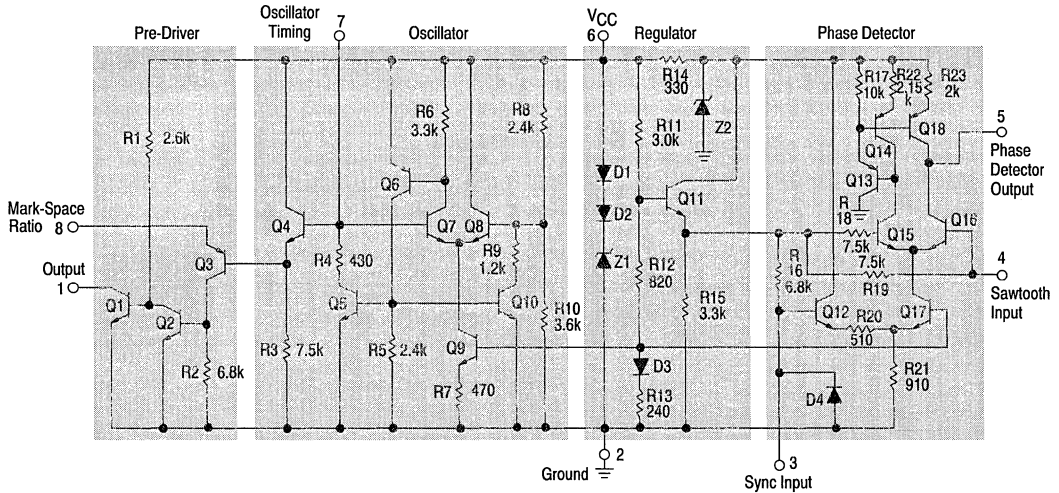 Pre-Driver
Oscillator
Timing
7
Oscillator
VCC
6
Regulator
Phase Detector
R1
2.6k
R6
3.3k
R8
2.4k
R14
330
R11
3.0k
Z2
R17
10k
R22
2.15
k
R23
2k
Q18
5
Phase
Detector
Output
Q14
Q13
R
18
7.5k
Q15
Q16
7.5k
R19
4
Sawtooth
Input
Mark-Space
Ratio
8
Output
1
Q1
Q2
Q3
R2
6.8k
Q4
R4
430
Q5
R3
7.5k
R5
2.4k
Q6
Q7
Q8
R9
1.2k
Q10
R10
3.6k
Q9
R7
470
D1
D2
Z1
Q11
R12
820
R15
3.3k
D3
R13
240
R
16
6.8k
Q12
R20
510
Q17
R21
910
D4
2
Ground
3
Sync Input